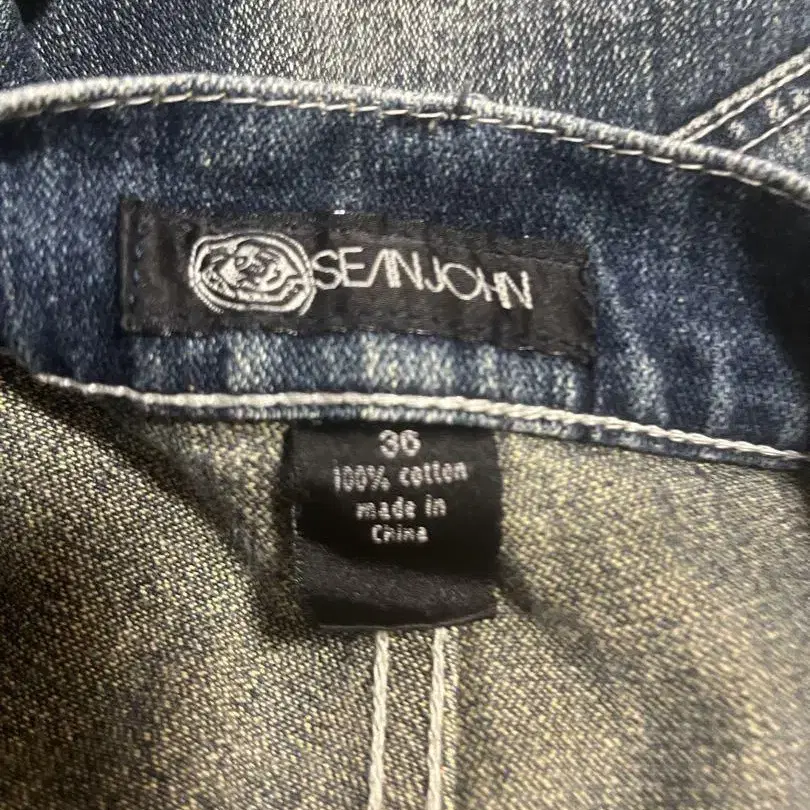 SEANJOHN
36
100% cotton
made in
China